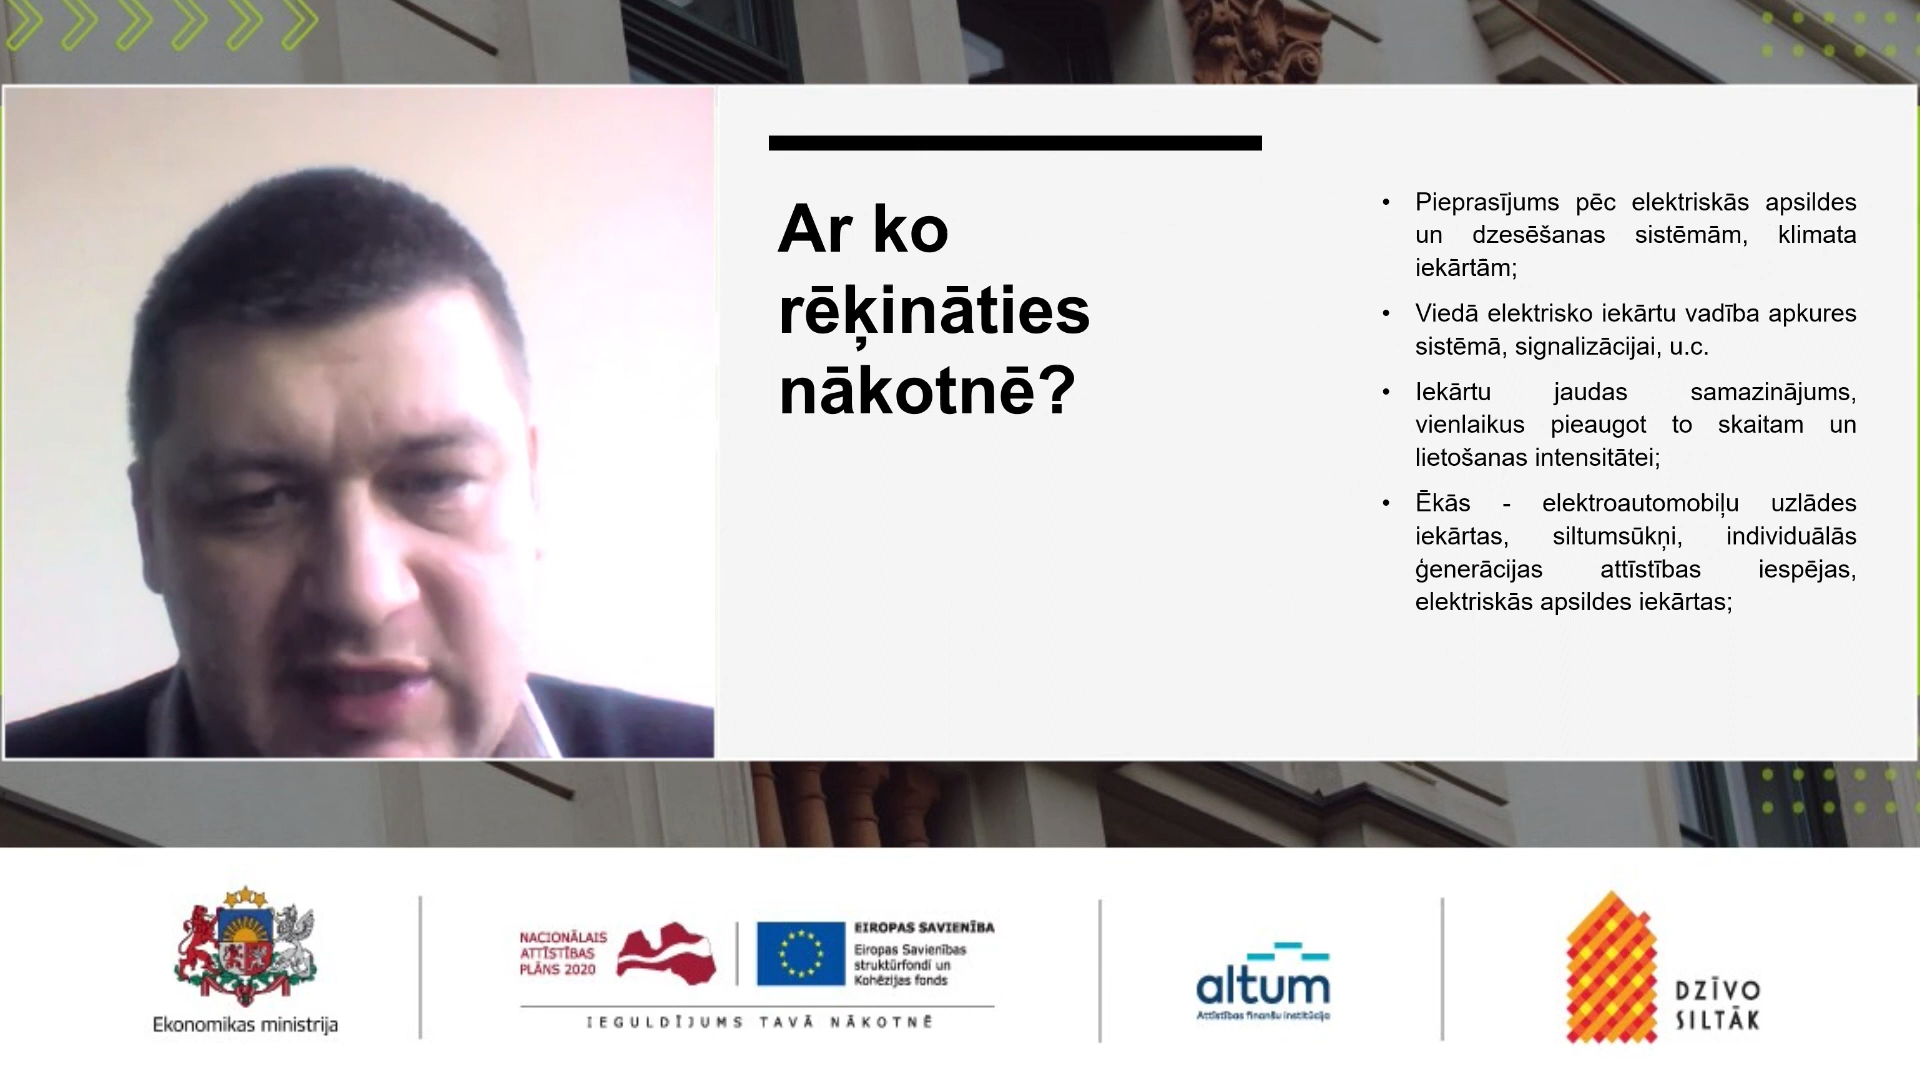 Ar ko
rēķināties
nākotnē?
• Pieprasījums pēc elektriskās apsildes
un dzesēšanas sistēmām, klimata
iekārtām;
• Viedā elektrisko iekārtu vadība apkures
sistēmā, signalizācijai, u.c.
• Iekārtu jaudas samazinājums,
vienlaikus pieaugot to skaitam un
lietošanas intensitātei;
• Ēkās - elektroautomobiļu uzlādes
iekārtas, siltumsūkņi, individuālās
ģenerācijas attīstības iespējas,
elektriskās apsildes iekārtas;
Ekonomikas ministrija
NACIONĀLAIS
ATTĪSTĪBAS
PLĀNS 2020
EIROPAS SAVIENĪBA
Eiropas Savienības
struktūrfondi un
Kohēzijas fonds
IEGULDĪJUMS TAVĀ NĀKOTNĒ
altum
Attīstības finanšu institūcija
DZĪVO
SILTĀK